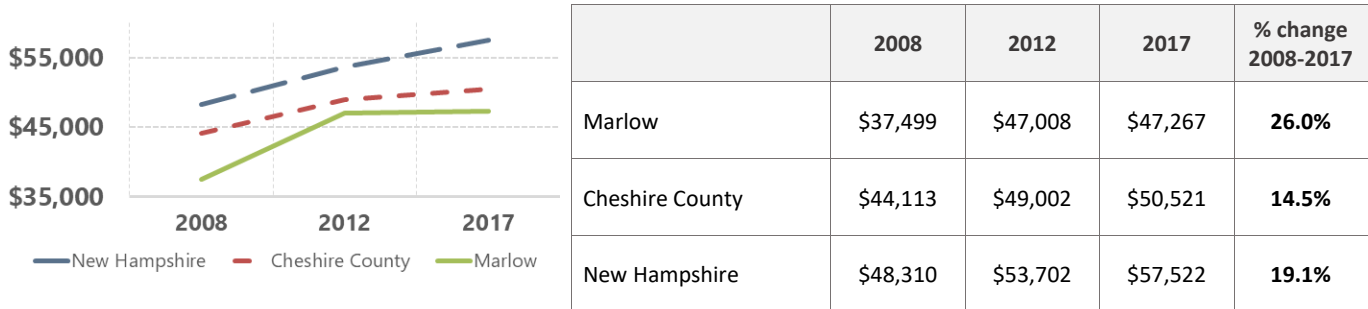 $55,000
$45,000
$35,000
2008 2012 2017
New Hampshire Cheshire County Marlow
2008 2012 2017 % change
2008-2017
Marlow $37,499 $47,008 $47,267 26.0%
Cheshire County $44,113 $49,002 $50,521 14.5%
New Hampshire $48,310 $53,702 $57,522 19.1%